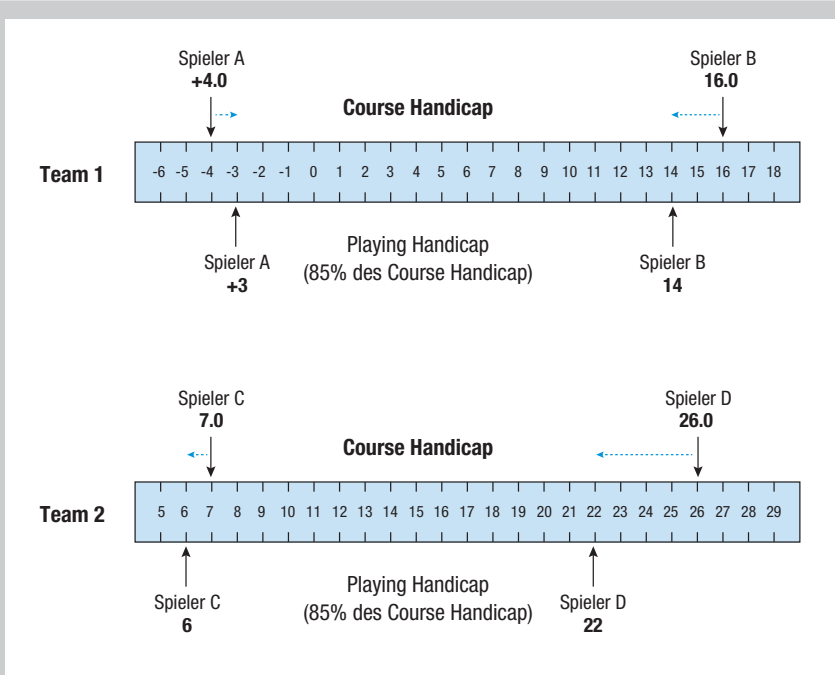 Spieler A
+4.0
Spieler B
16.0
Course Handicap
Team 1
-6 -5 -4 -3 -2 -1 0 1 2 3 4 5 6 7 8 9 10 11 12 13 14 15 16 17 18
Spieler A
+3
Playing Handicap
(85% des Course Handicap)
Spieler B
14
Spieler C
7.0
Spieler D
26.0
Course Handicap
Team 2
5 6 7 8 9 10 11 12 13 14 15 16 17 18 19 20 21 22 23 24 25 26 27 28 29
Spieler C
6
Playing Handicap
(85% des Course Handicap)
Spieler D
22